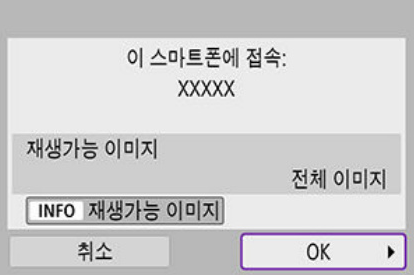 이 스마트폰에 접속:
XXXXX
재생가능 이미지
전체 이미지
INFO 재생가능 이미지
취소
OK